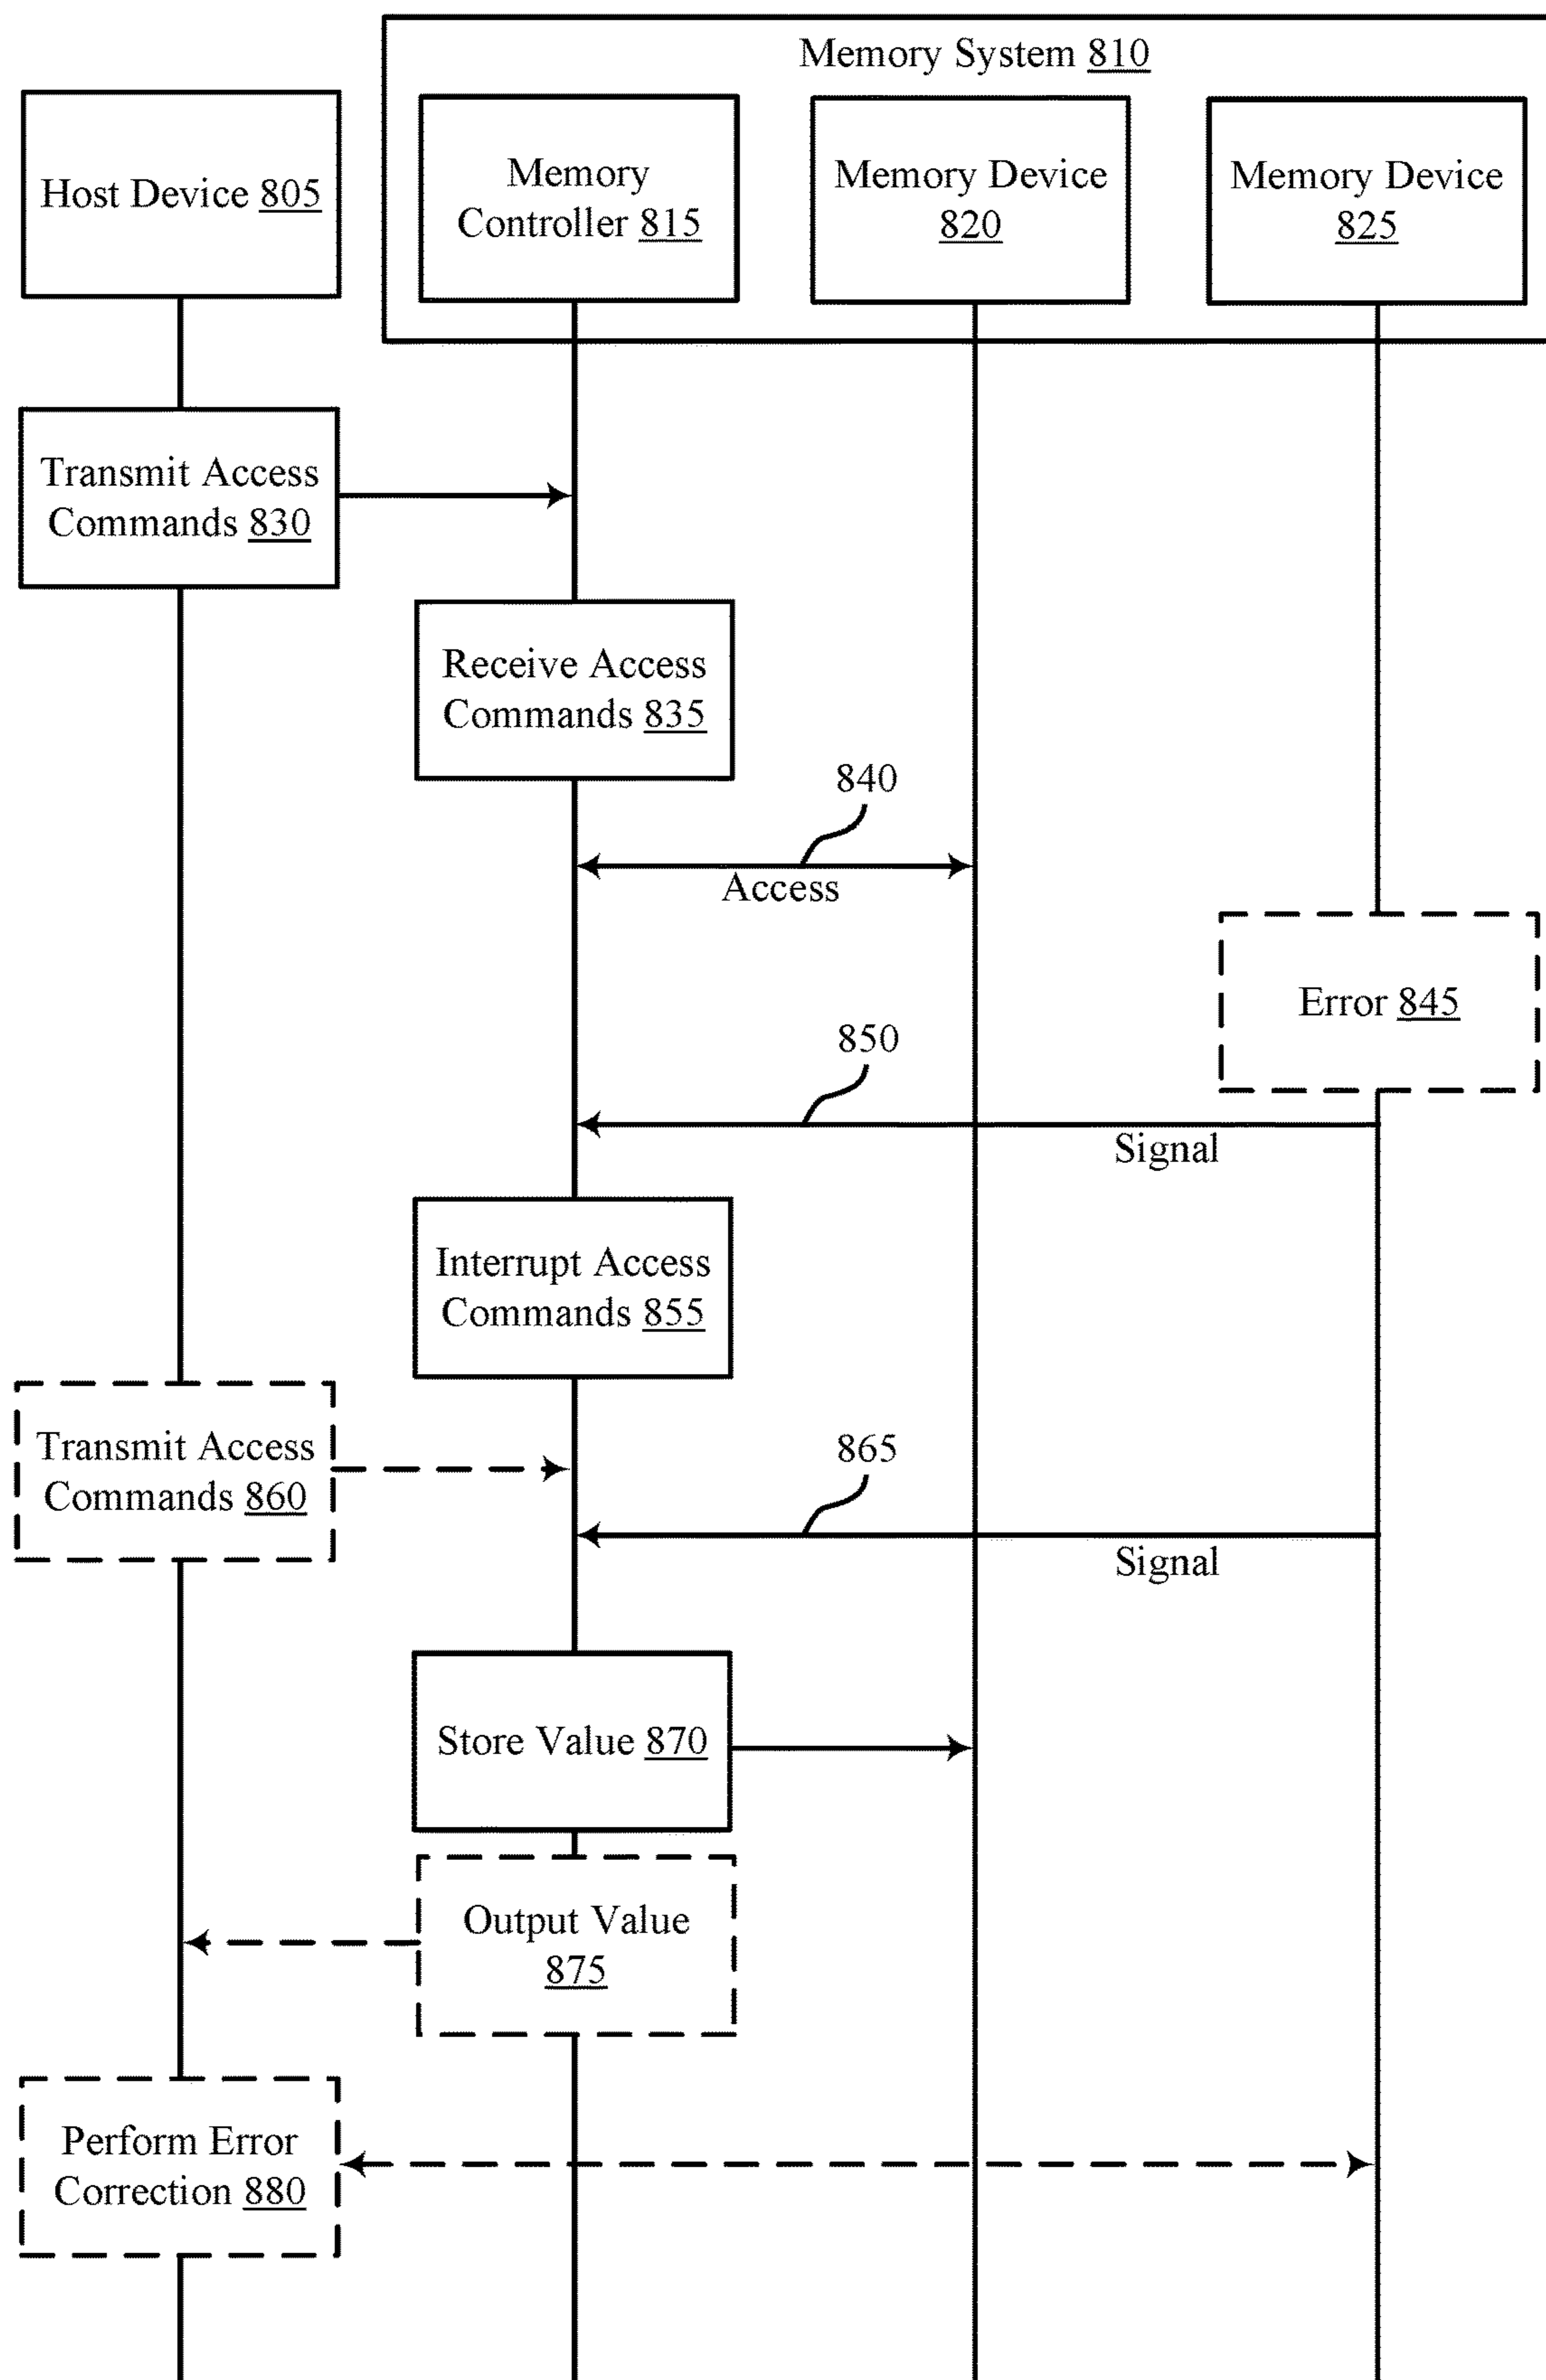 Memory System 810
Host Device 805
Memory
Controller 815
Memory Device
820
Memory Device
825
Transmit Access
Commands 830
Receive Access
Commands 835
840
Access
Error 845
850
Signal
Interrupt Access
Commands 855
Transmit Access
Commands 860
865
Signal
Store Value 870
Output Value
875
Perform Error
Correction 880